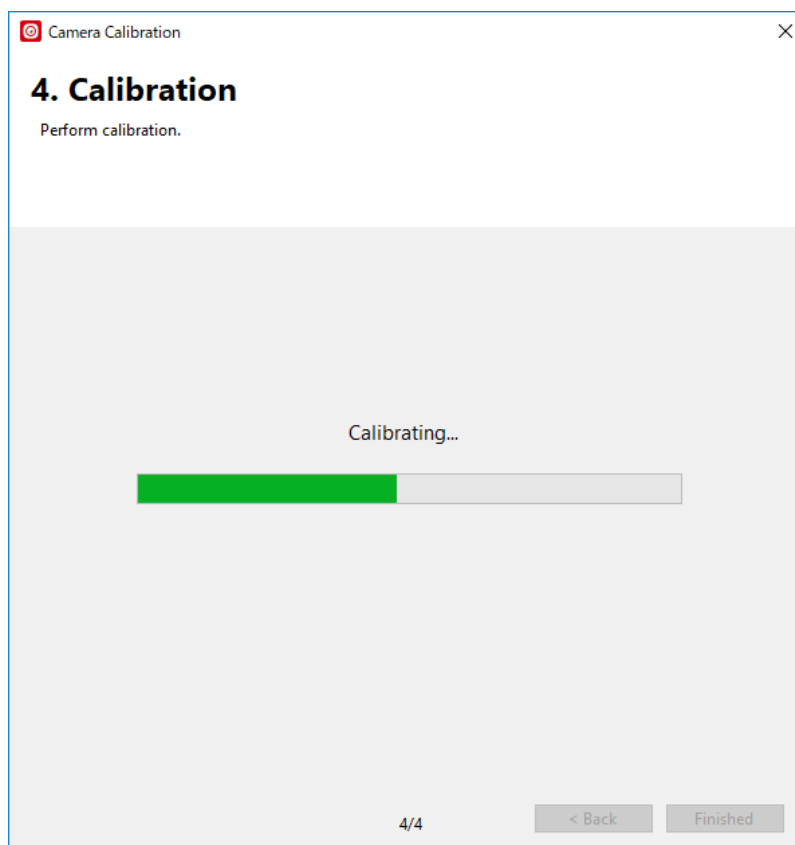 Camera Calibration
4. Calibration
Perform calibration.
Calibrating...
4/4
< Back
Finished